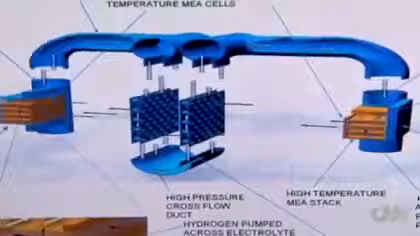 TEMPERATURE MEA CELLS
HIGH PRESSURE
CROSS FLOW
DUCT
HIGH TEMPERATURE
MEA STACK
HYDROGEN PUMPED
ACROSS ELECTROLYTE
CNN